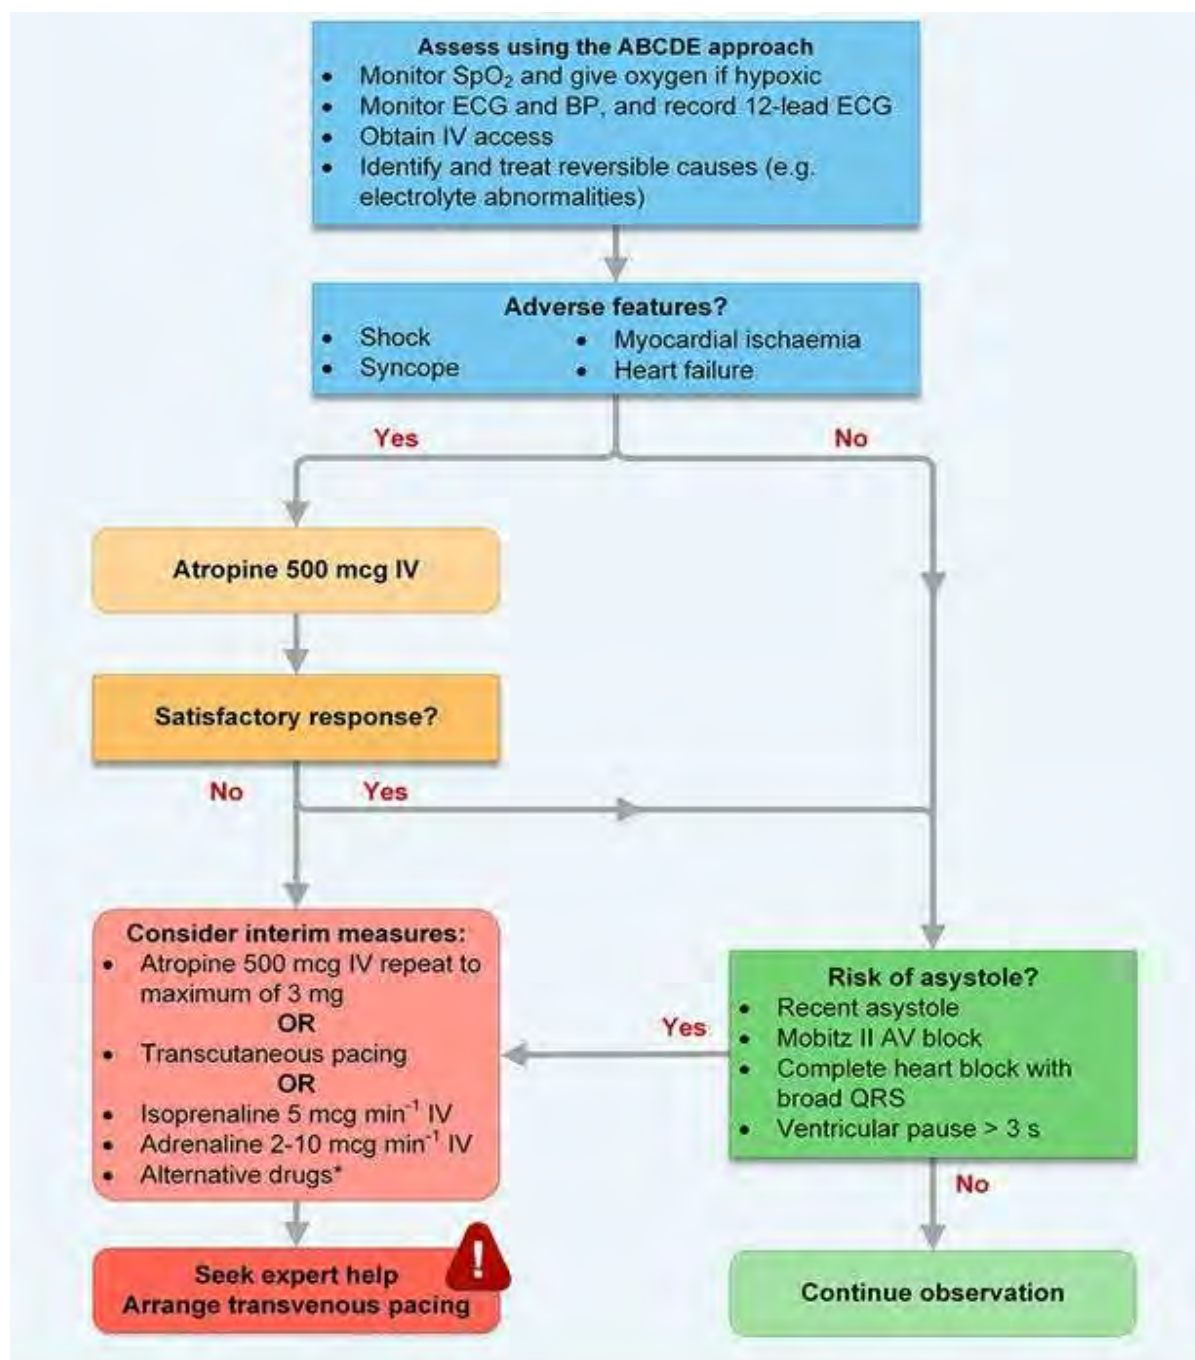 Assess using the ABCDE approach
• Monitor SpO₂ and give oxygen if hypoxic
• Monitor ECG and BP, and record 12-lead ECG
• Obtain IV access
• Identify and treat reversible causes (e.g.
electrolyte abnormalities)
Adverse features?
• Shock
• Syncope
• Myocardial ischaemia
• Heart failure
Yes
No
Atropine 500 mcg IV
Satisfactory response?
No
Yes
Consider interim measures:
• Atropine 500 mcg IV repeat to
maximum of 3 mg
OR
• Transcutaneous pacing
OR
• Isoprenaline 5 mcg min⁻¹ IV
• Adrenaline 2-10 mcg min⁻¹ IV
• Alternative drugs*
Yes
Risk of asystole?
• Recent asystole
• Mobitz II AV block
• Complete heart block with
broad QRS
• Ventricular pause > 3 s
No
!
Seek expert help
Arrange transvenous pacing
Continue observation